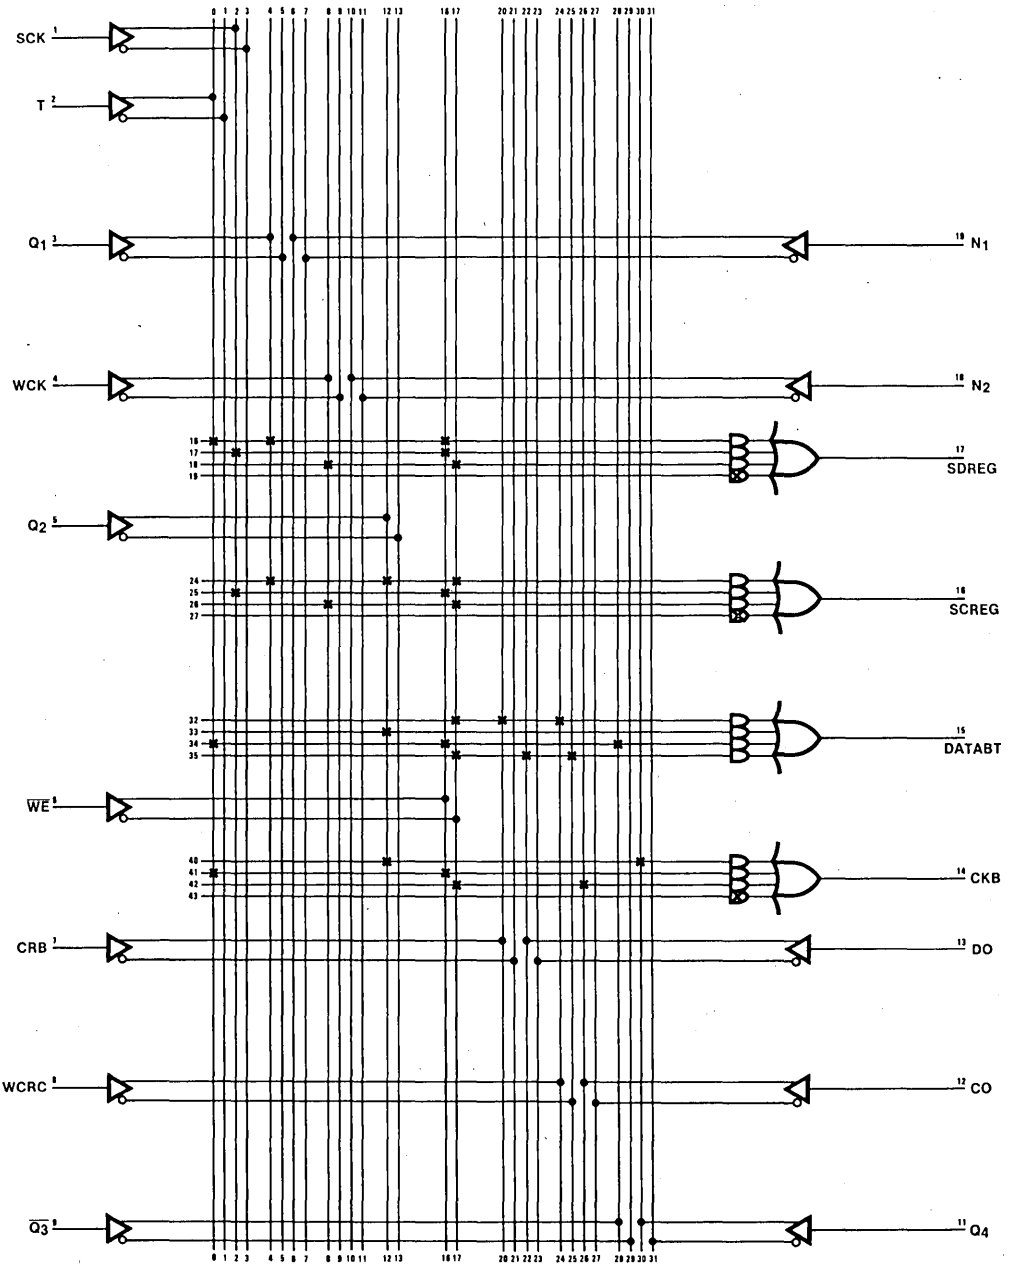 0 1 2 3 4 5 6 7 8 9 10 11 12 13 16 17 20 21 22 23 24 25 26 27 28 29 30 31
SCK 1
T 2
Q1 3
19 N1
WCK 4
18 N2
16
17
18
19
17
SDREG
Q2 5
24
25
26
27
16
SCREG
32
33
34
35
15
DATABT
W̅E̅ 6
40
41
42
43
14 CKB
CRB 7
13 DO
WCRC 8
12 CO
Q̅3̅ 9
11 Q4
0 1 2 3 4 5 6 7 8 9 10 11 12 13 16 17 20 21 22 23 24 25 26 27 28 29 30 31